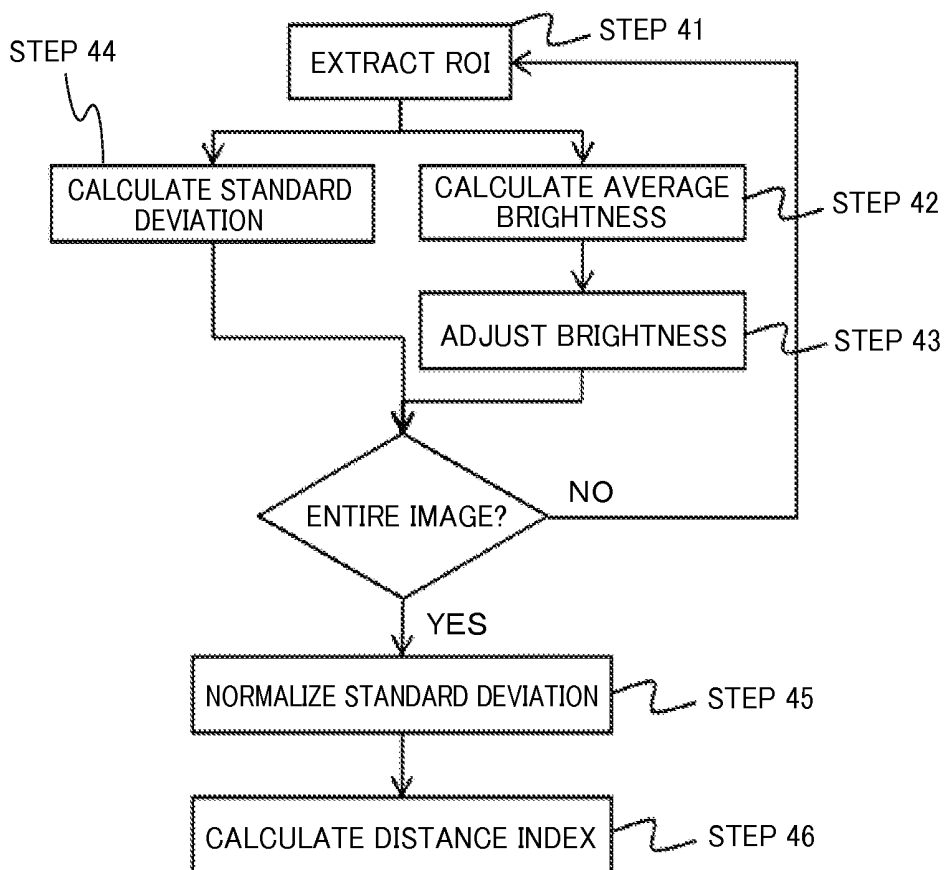 STEP 41
EXTRACT ROI
STEP 44
CALCULATE STANDARD
DEVIATION
CALCULATE AVERAGE
BRIGHTNESS
STEP 42
ADJUST BRIGHTNESS
STEP 43
ENTIRE IMAGE?
NO
YES
NORMALIZE STANDARD DEVIATION
STEP 45
CALCULATE DISTANCE INDEX
STEP 46